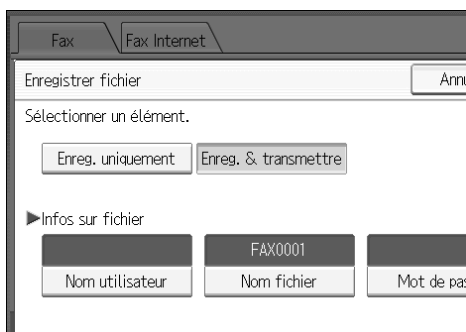 Fax Fax Internet
Enregistrer fichier Annu
Sélectionner un élément.
Enreg. uniquement Enreg. & transmettre
▶Infos sur fichier
FAX0001
Nom utilisateur Nom fichier Mot de pas